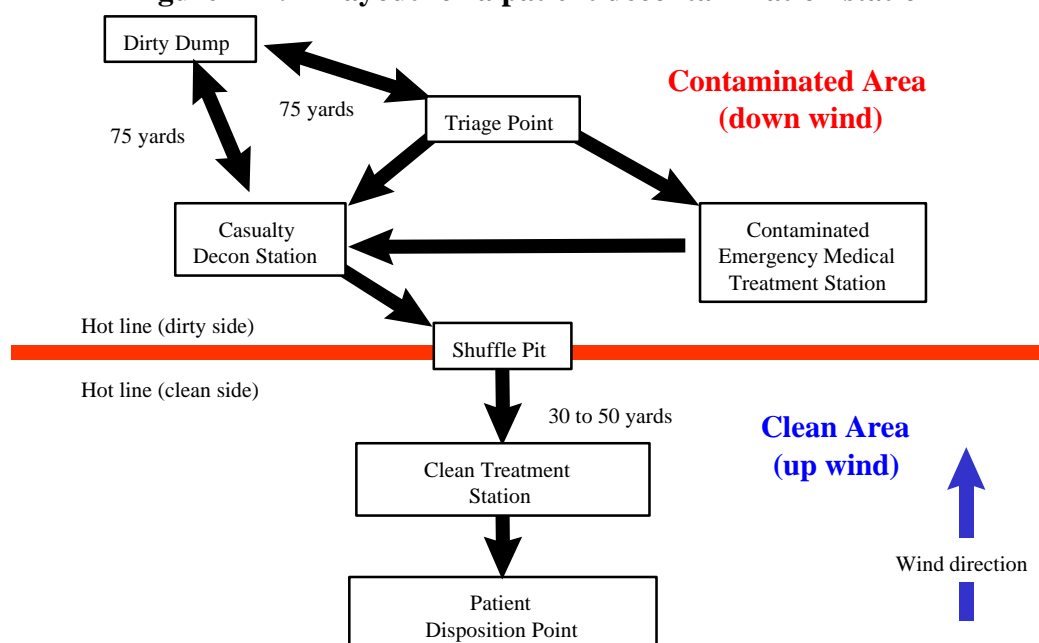 Dirty Dump
75 yards
75 yards
Triage Point
Contaminated Area
(down wind)
Casualty
Decon Station
Contaminated
Emergency Medical
Treatment Station
Hot line (dirty side)
Shuffle Pit
Hot line (clean side)
30 to 50 yards
Clean Area
(up wind)
Clean Treatment
Station
Wind direction
Patient
Disposition Point